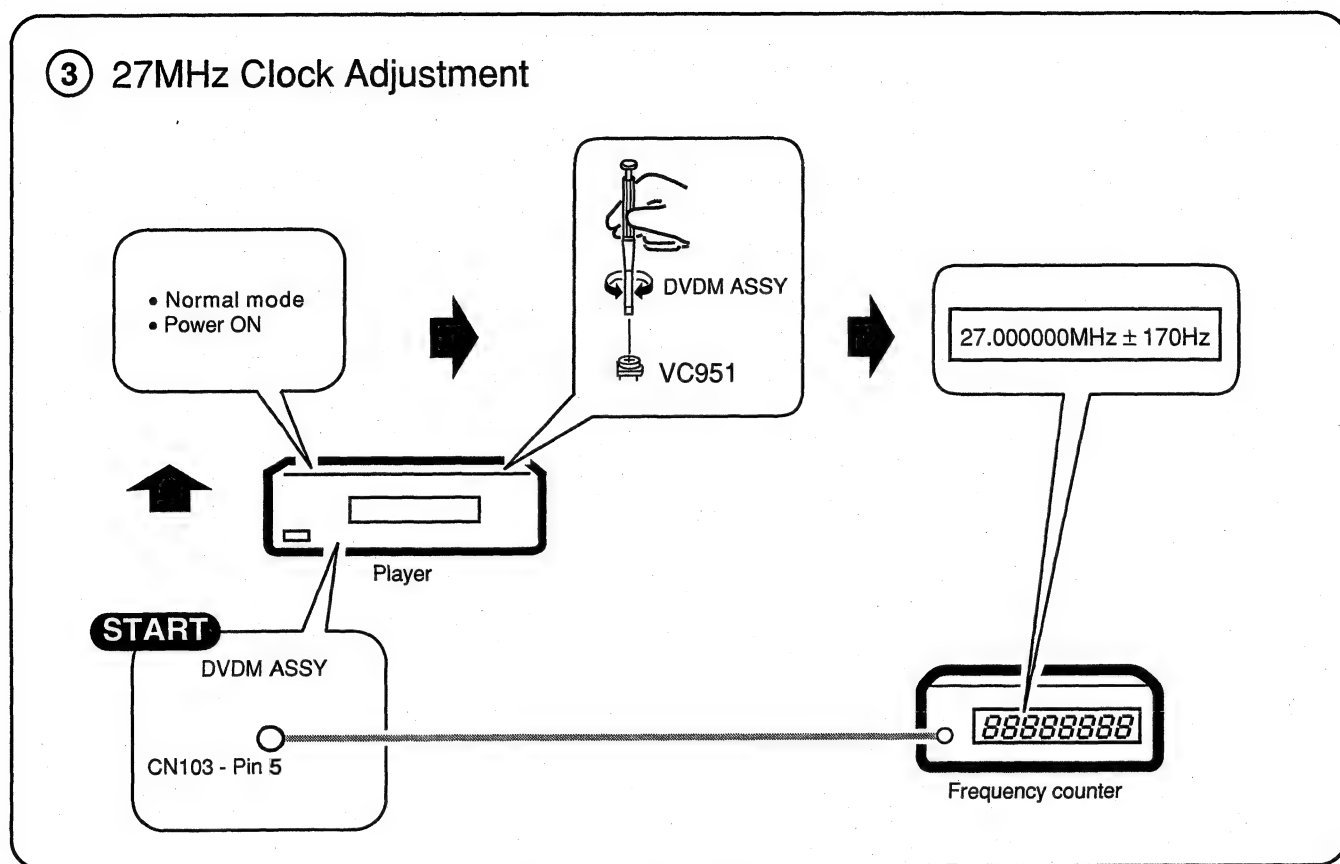 ③ 27MHz Clock Adjustment
• Normal mode
• Power ON
DVDM ASSY
VC951
27.000000MHz ± 170Hz
Player
START
DVDM ASSY
CN103 - Pin 5
88888888
Frequency counter